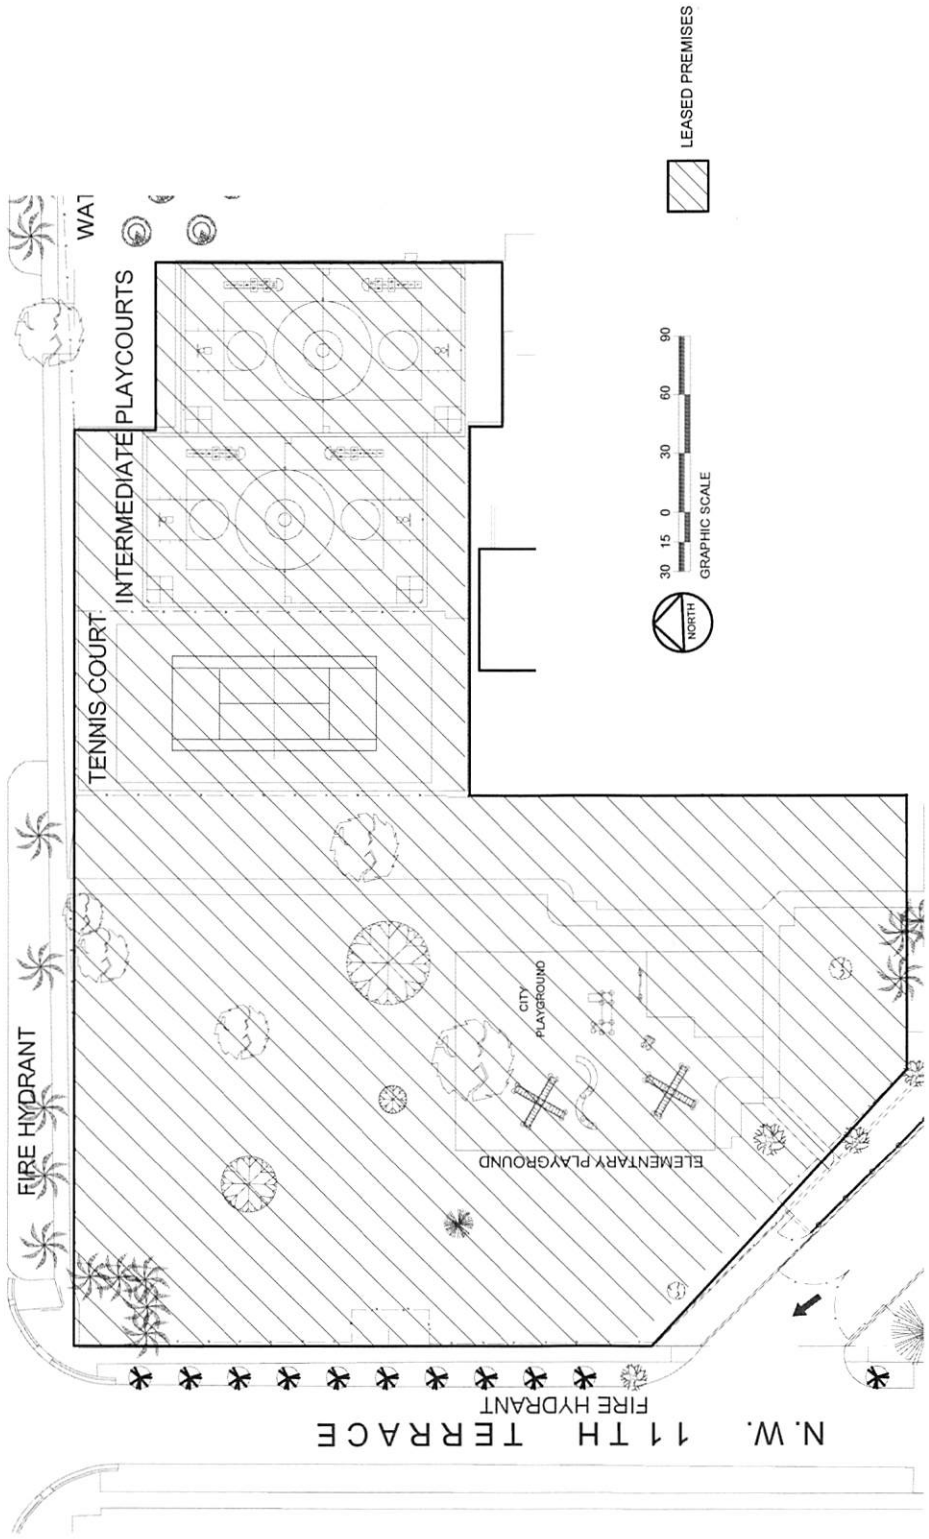 WAT
INTERMEDIATE PLAYCOURTS
TENNIS COURT
FIRE HYDRANT
CITY
PLAYGROUND
ELEMENTARY PLAYGROUND
FIRE HYDRANT
N.W. 11TH TERRACE
LEASED PREMISES
30 15 0 30 60 90
GRAPHIC SCALE
NORTH